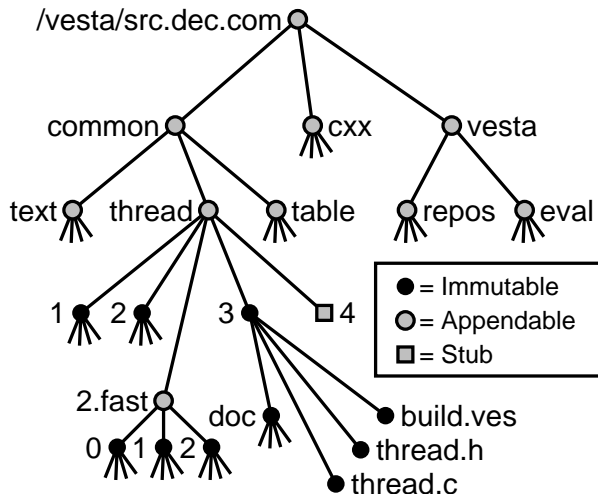 /vesta/src.dec.com
common
cxx
vesta
text
thread
table
repos
eval
= Immutable
= Appendable
= Stub
1
2
3
4
2.fast
doc
build.ves
0
1
2
thread.h
thread.c